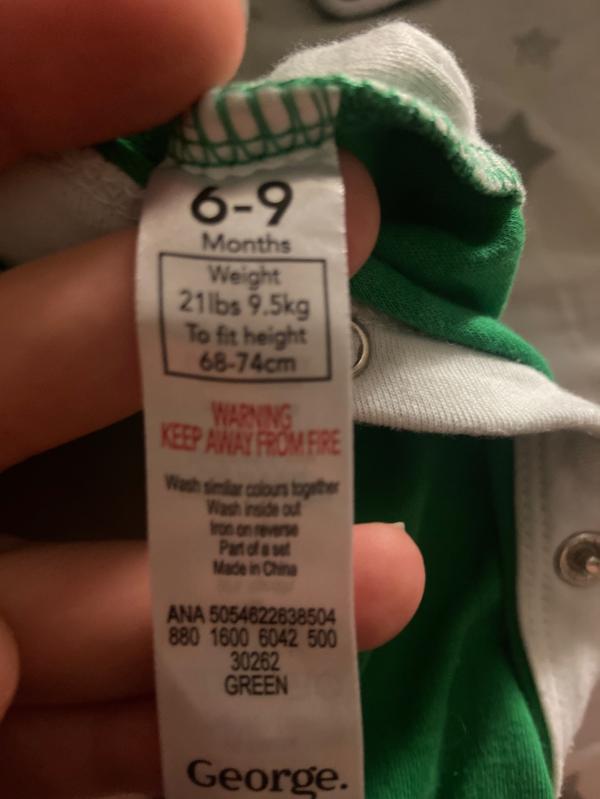 6-9
Months
Weight
21lbs 9.5kg
To fit height
68-74cm
WARNING
KEEP AWAY FROM FIRE
Wash similar colours together
Wash inside out
Iron on reverse
Part of a set
Made in China
ANA 5054622638504
880 1600 6042 500
30262
GREEN
George.